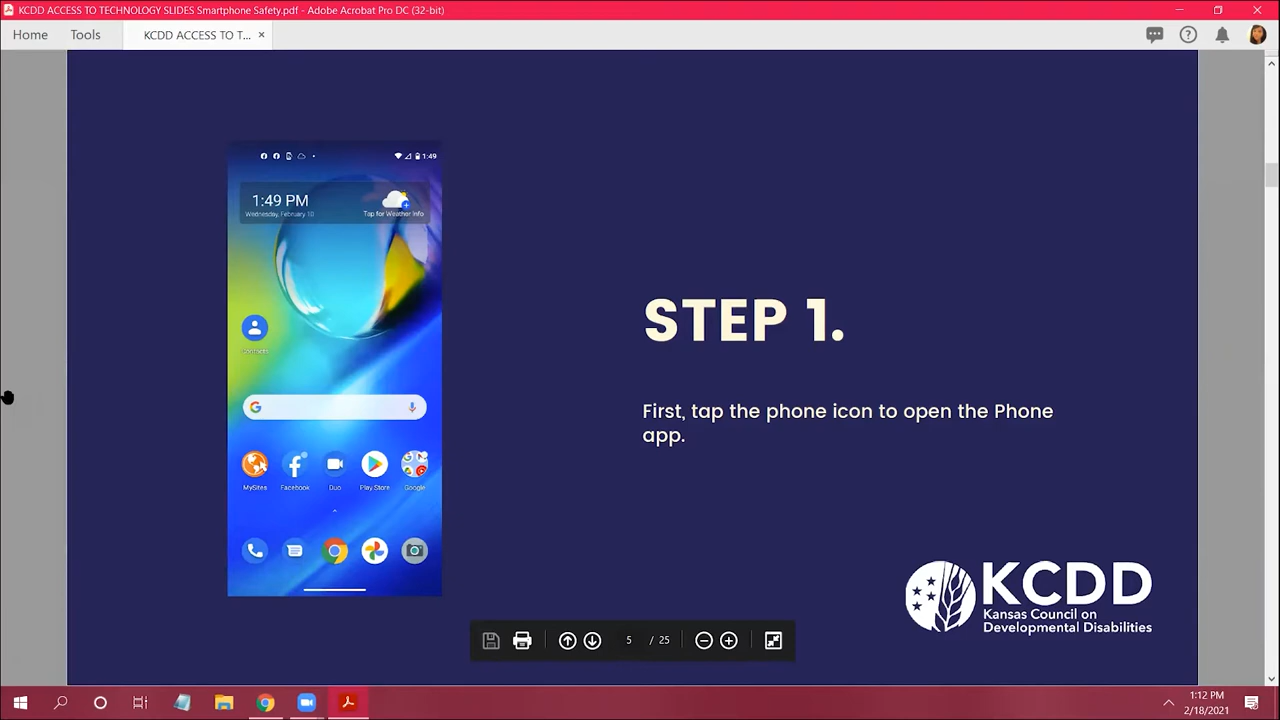 KCDD ACCESS TO TECHNOLOGY SLIDES Smartphone Safety.pdf - Adobe Acrobat Pro DC (32-bit)
Home
Tools
KCDD ACCESS TO T...
1:49
1:49 PM
Wednesday, February 10
Tap for Weather Info
Contacts
MySites
Facebook
Duo
Play Store
Google
STEP 1.
First, tap the phone icon to open the Phone
app.
KCDD
Kansas Council on
Developmental Disabilities
5 / 25
1:12 PM
2/18/2021